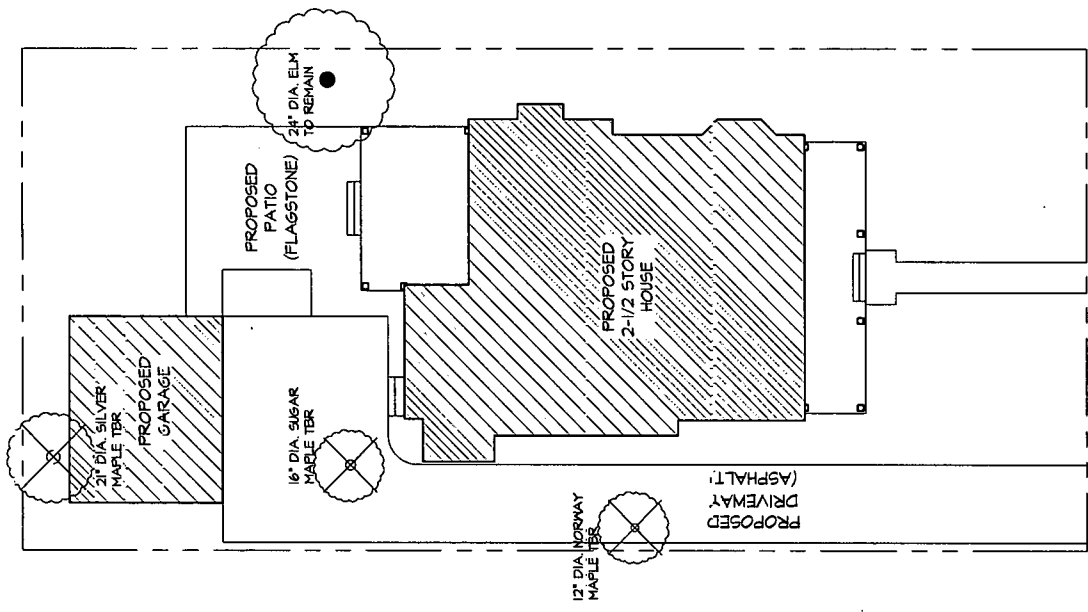 24" DIA. ELM
TO REMAIN
PROPOSED
PATIO
(FLAGSTONE)
21" DIA. SILVER
MAPLE TBR
PROPOSED
GARAGE
16" DIA. SUGAR
MAPLE TBR
PROPOSED
2-1/2 STORY
HOUSE
12" DIA. NORWAY
MAPLE TBR
PROPOSED
DRIVEWAY
(ASPHALT)